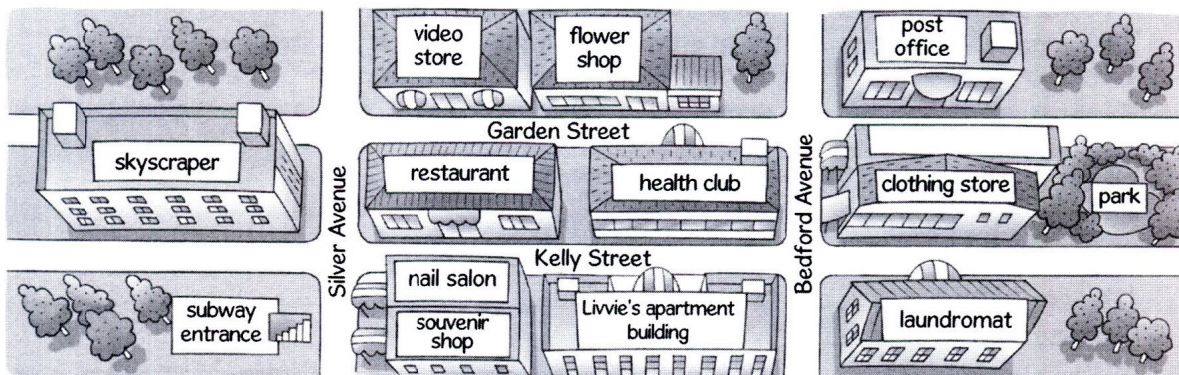 video
store
flower
shop
post
office
Garden Street
skyscraper
restaurant
health club
clothing store
park
Silver Avenue
Bedford Avenue
Kelly Street
subway
entrance
nail salon
souvenir
shop
Livvie's apartment
building
laundromat